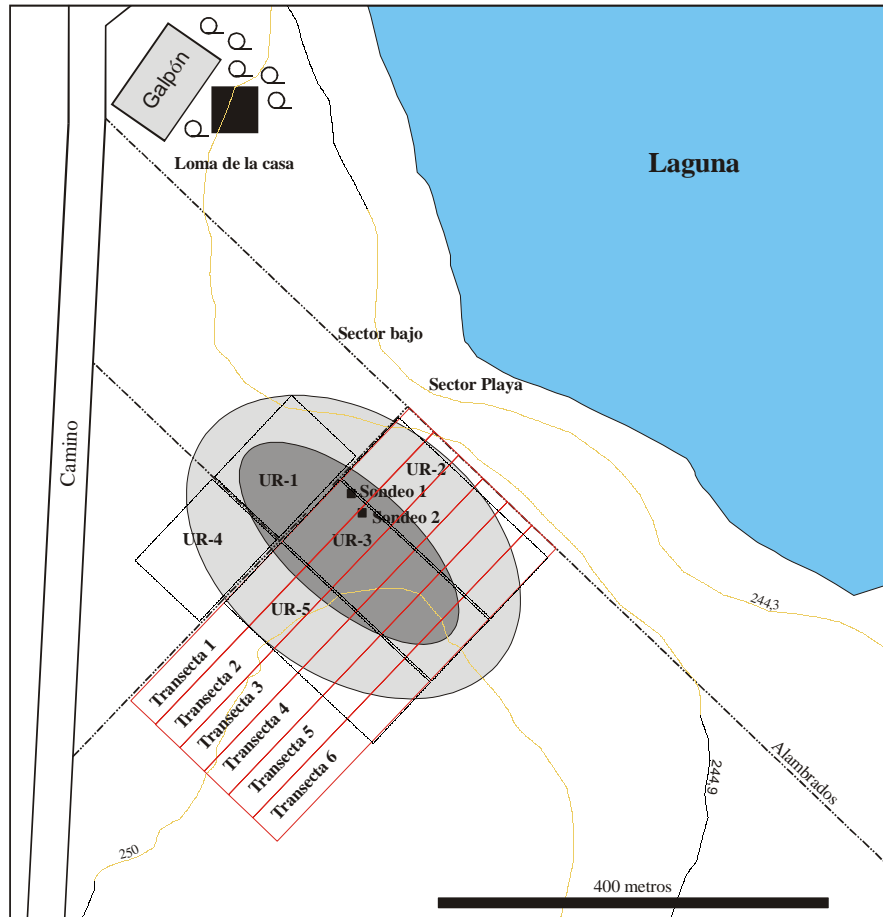 Galpón
Loma de la casa
Laguna
Sector bajo
Sector Playa
Camino
UR-1
UR-2
Sondeo 1
Sondeo 2
UR-3
UR-4
UR-5
244,3
Transecta 1
Transecta 2
Transecta 3
Transecta 4
Transecta 5
Transecta 6
Alambrados
244,9
250
400 metros